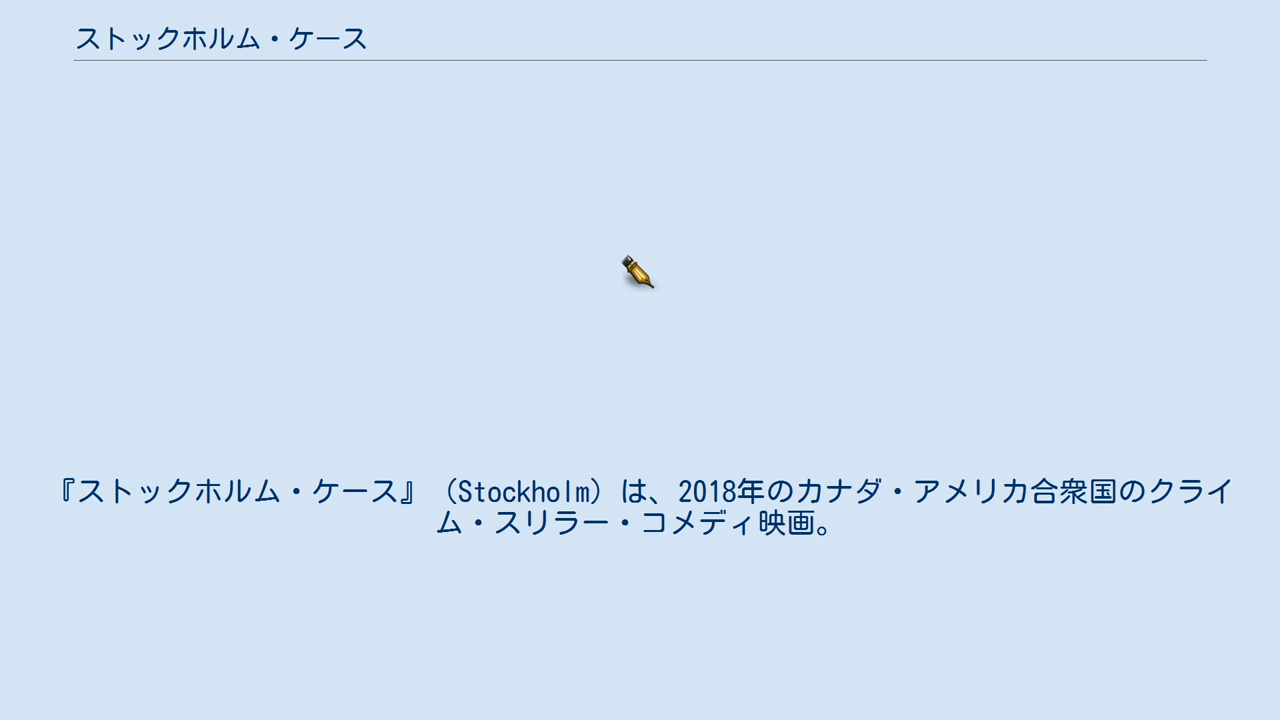 ストックホルム・ケース
『ストックホルム・ケース』（Stockholm）は、2018年のカナダ・アメリカ合衆国のクライ
ム・スリラー・コメディ映画。